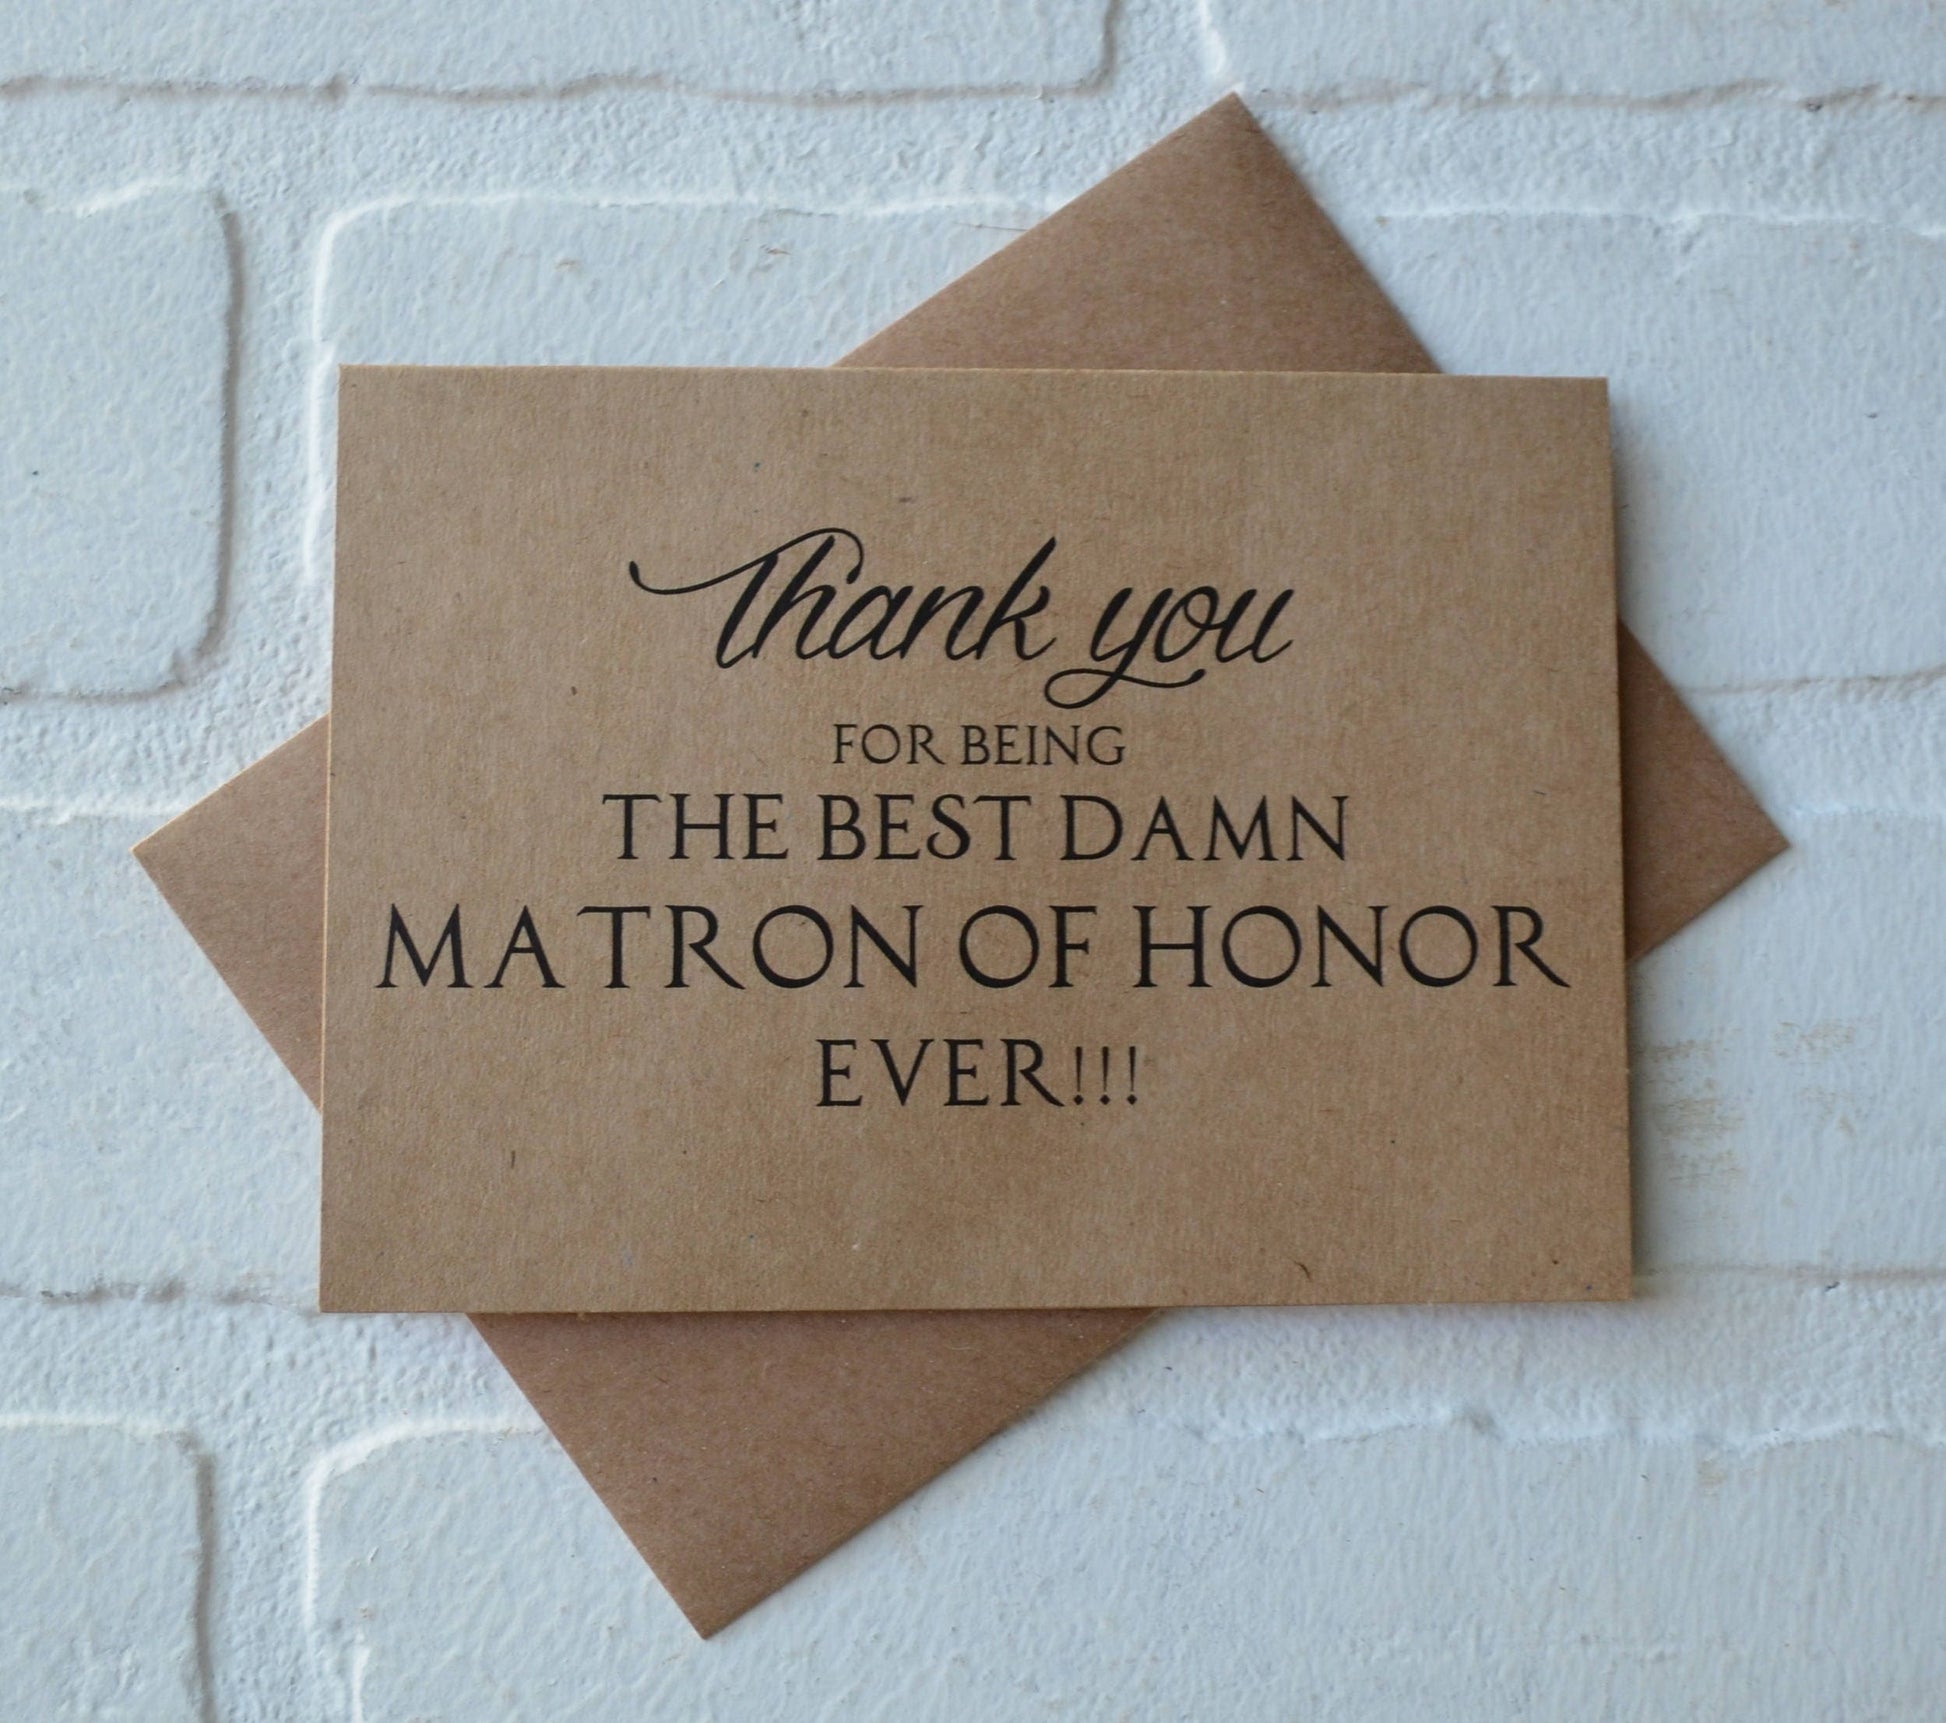 Thank you
FOR BEING
THE BEST DAMN
MATRON OF HONOR
EVER!!!